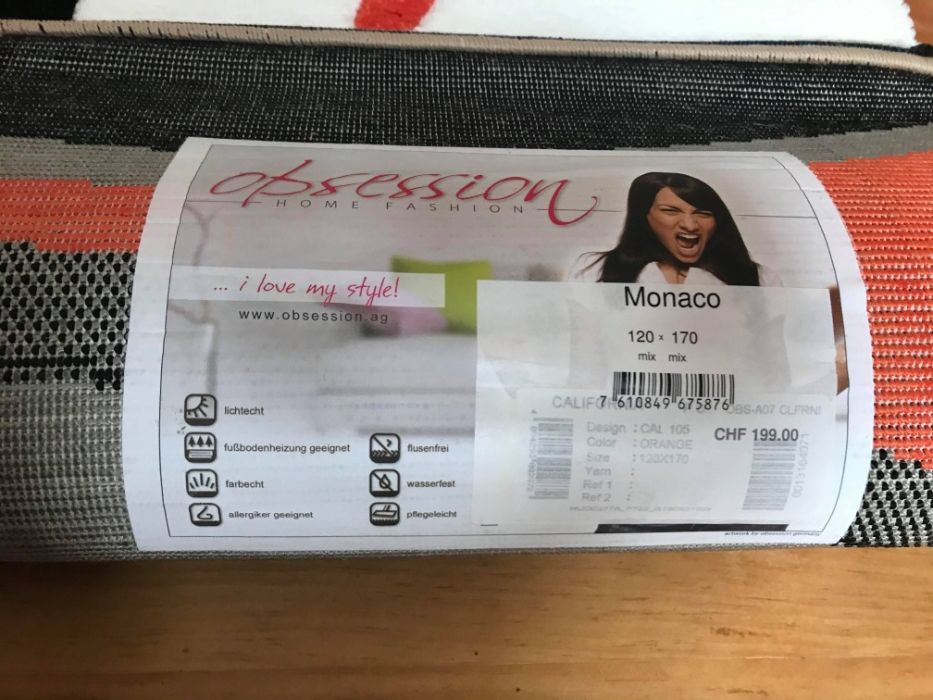 obsession
HOME FASHION
... i love my style!
www.obsession.ag
Monaco
120 x 170
mix mix
7 610849 675876
OBS-A07 CLFRNI
Design : CAL 105
CHF 199.00
Color : ORANGE
Size : 120X170
Yarn :
Ref 1 :
Ref 2 :
0013164071
lichtecht
fußbodenheizung geeignet
farbecht
allergiker geeignet
flusenfrei
wasserfest
pflegeleicht